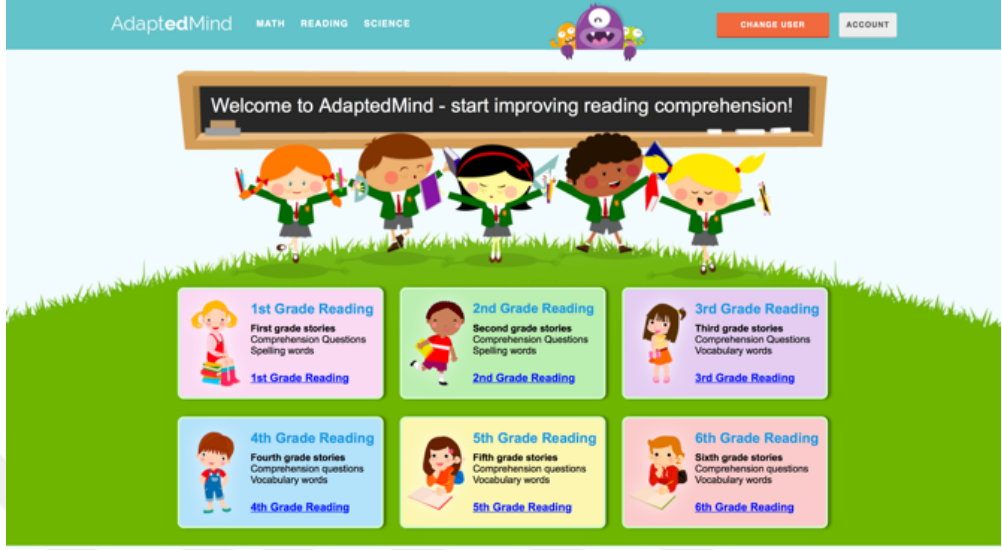 AdaptedMind MATH READING SCIENCE CHANGE USER ACCOUNT
Welcome to AdaptedMind - start improving reading comprehension!
1st Grade Reading
First grade stories
Comprehension Questions
Spelling words
1st Grade Reading
2nd Grade Reading
Second grade stories
Comprehension Questions
Spelling words
2nd Grade Reading
3rd Grade Reading
Third grade stories
Comprehension Questions
Vocabulary words
3rd Grade Reading
4th Grade Reading
Fourth grade stories
Comprehension questions
Vocabulary words
4th Grade Reading
5th Grade Reading
Fifth grade stories
Comprehension questions
Vocabulary words
5th Grade Reading
6th Grade Reading
Sixth grade stories
Comprehension questions
Vocabulary words
6th Grade Reading